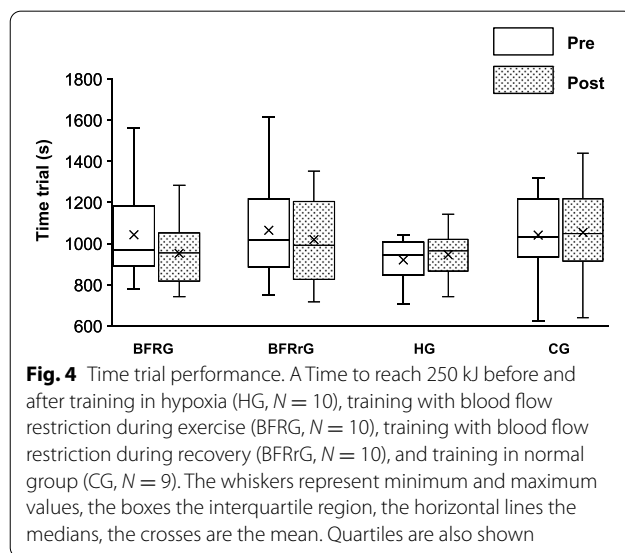 Pre
Post
1800
1600
1400
1200
1000
800
600
Time trial (s)
BFRG
BFRrG
HG
CG
Fig. 4 Time trial performance. A Time to reach 250 kJ before and
after training in hypoxia (HG, N = 10), training with blood flow
restriction during exercise (BFRG, N = 10), training with blood flow
restriction during recovery (BFRrG, N = 10), and training in normal
group (CG, N = 9). The whiskers represent minimum and maximum
values, the boxes the interquartile region, the horizontal lines the
medians, the crosses are the mean. Quartiles are also shown